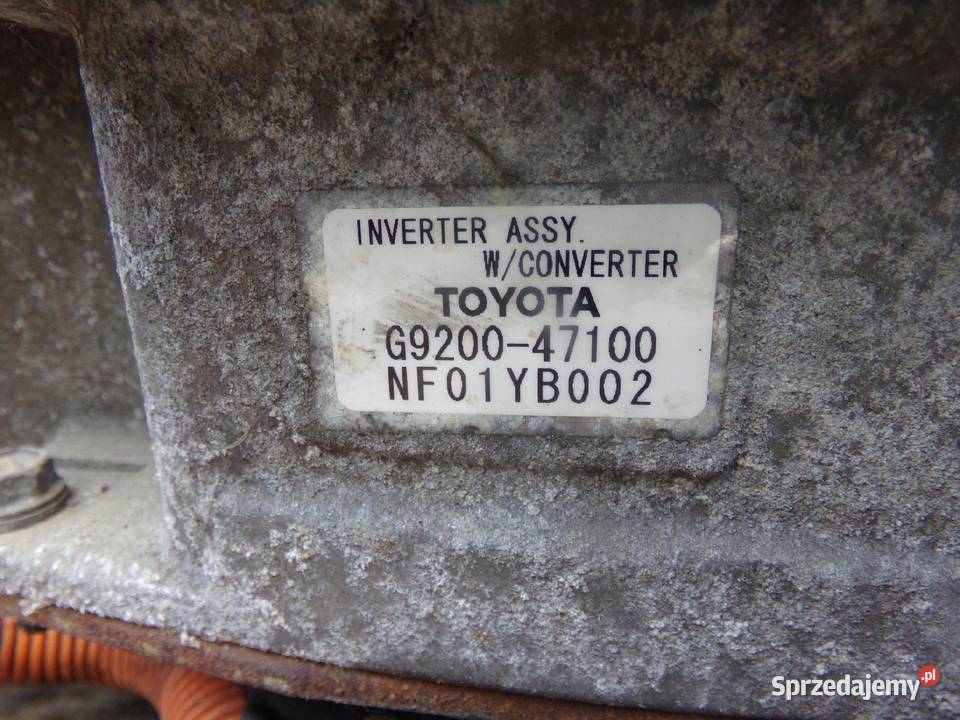 INVERTER ASSY.
W/CONVERTER
TOYOTA
G9200-47100
NF01YB002
Sprzedajemy.pl